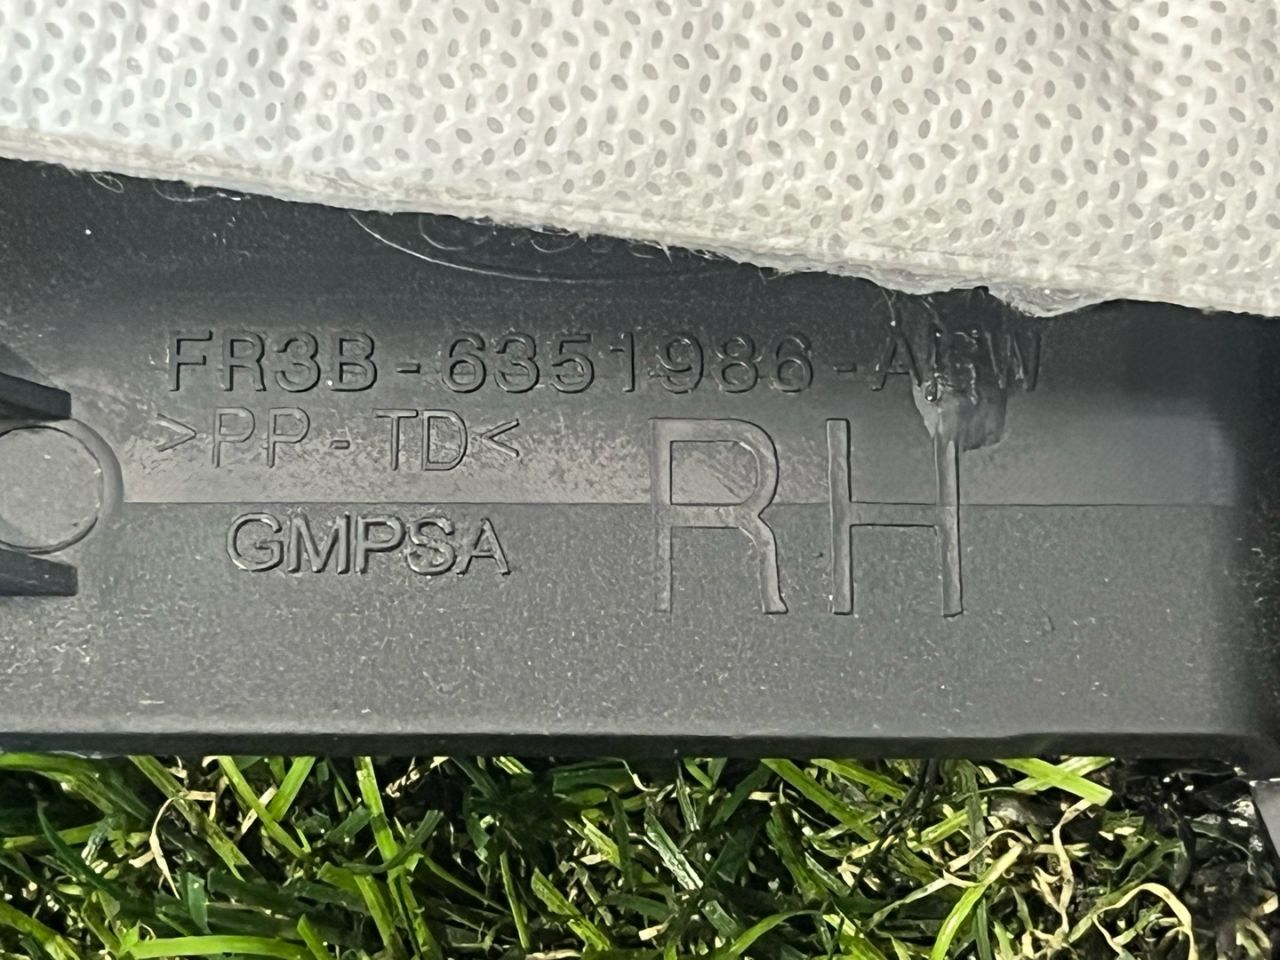 FR3B-6351986-A
>PP-TD<
GMPSA
RH